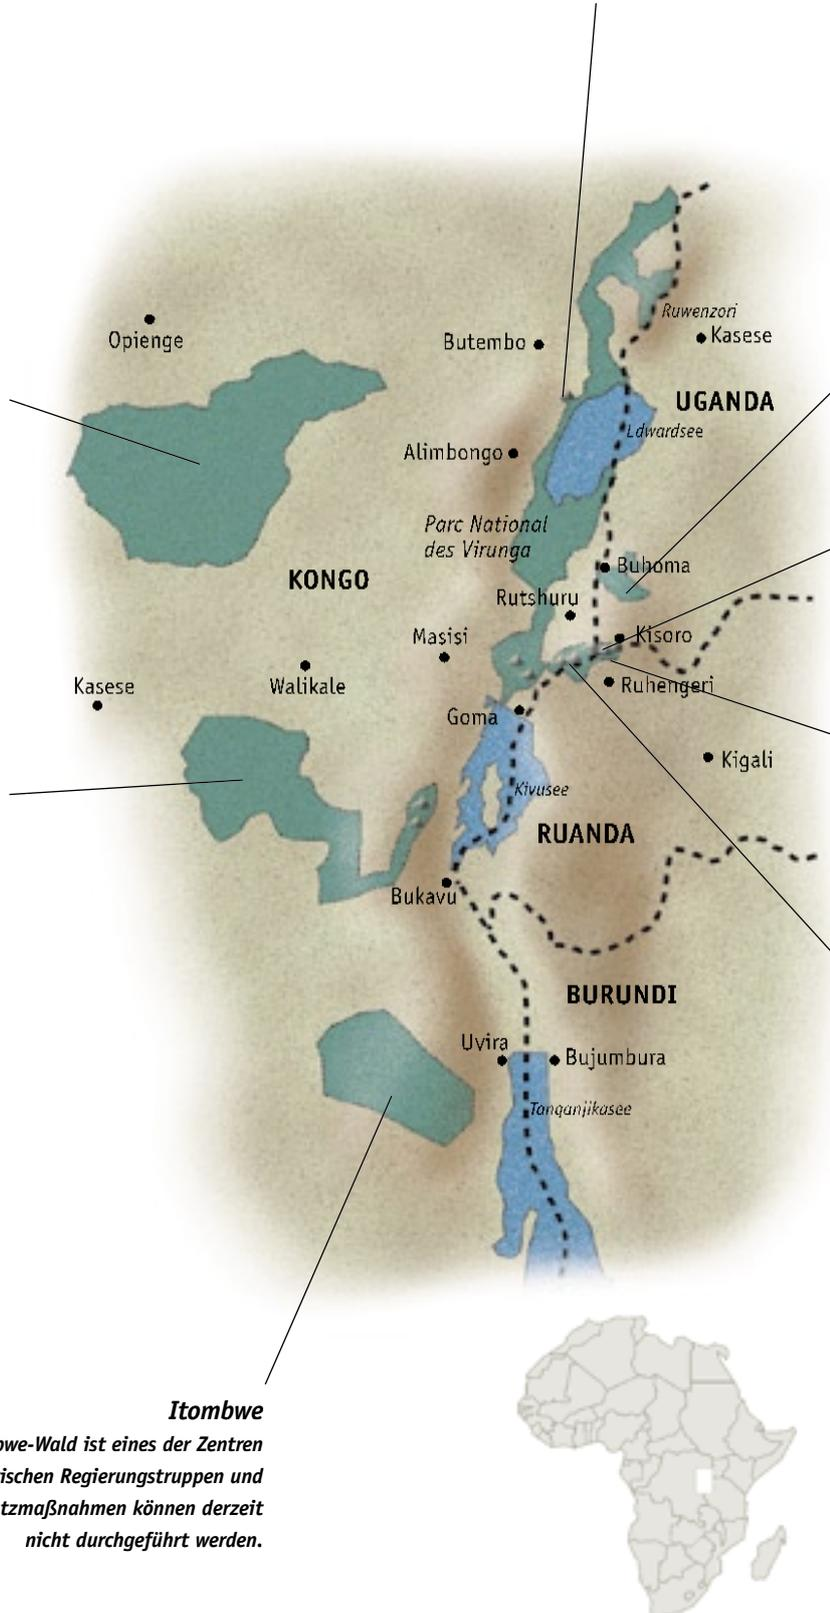 Ruwenzori
Opienge
Butembo
Kasese
UGANDA
Edwardsee
Alimbongo
Parc National
des Virunga
Buhoma
KONGO
Rutshuru
Masisi
Kisoro
Kasese
Walikale
Ruhengeri
Goma
Kigali
Kivusee
RUANDA
Bukavu
BURUNDI
Uvira
Bujumbura
Tanganjikasee
Itombwe
bwe-Wald ist eines der Zentren
ischen Regierungstruppen und
tzmaßnahmen können derzeit
nicht durchgeführt werden.